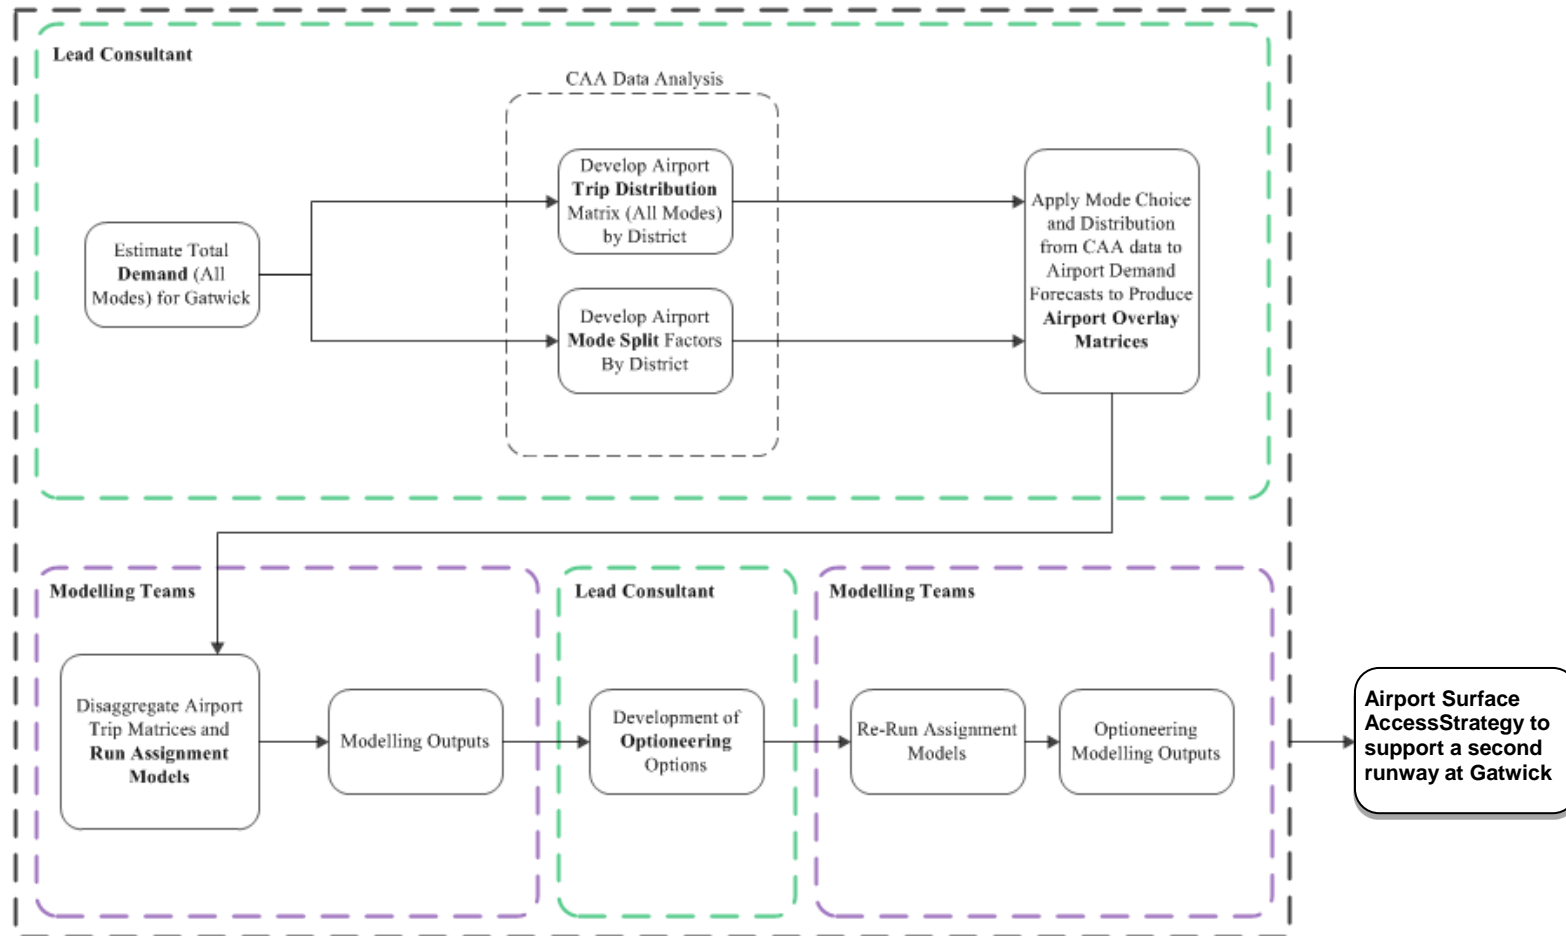 Lead Consultant
CAA Data Analysis
Estimate Total
Demand (All
Modes) for Gatwick
Develop Airport
Trip Distribution
Matrix (All Modes)
by District
Develop Airport
Mode Split Factors
By District
Apply Mode Choice
and Distribution
from CAA data to
Airport Demand
Forecasts to Produce
Airport Overlay
Matrices
Modelling Teams
Disaggregate Airport
Trip Matrices and
Run Assignment
Models
Modelling Outputs
Lead Consultant
Development of
Optioneering
Options
Modelling Teams
Re-Run Assignment
Models
Optioneering
Modelling Outputs
Airport Surface
AccessStrategy to
support a second
runway at Gatwick